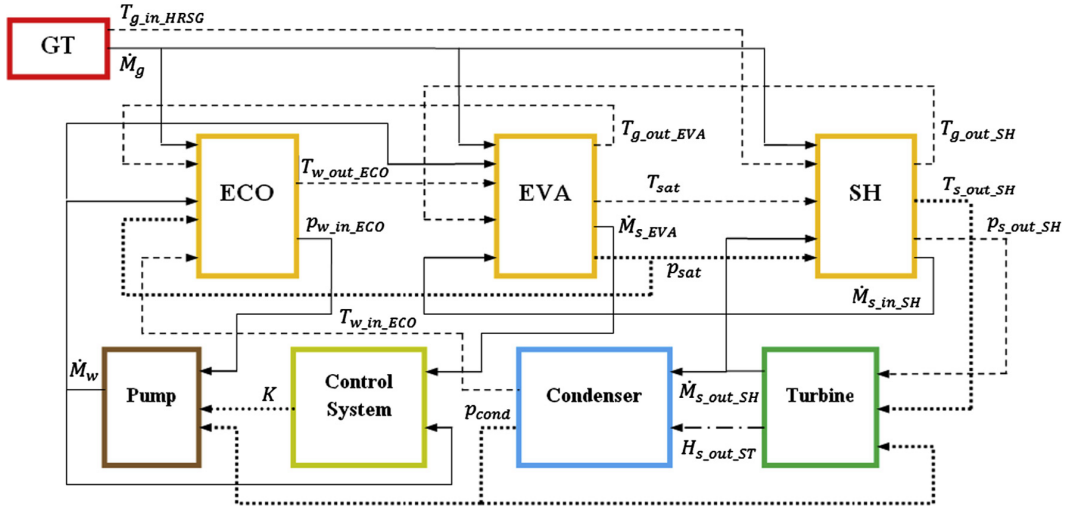 T_g_in_HRSG
GT
Ṁ_g
T_g_out_EVA
T_g_out_SH
ECO
T_w_out_ECO
EVA
T_sat
SH
T_s_out_SH
p_w_in_ECO
Ṁ_s_EVA
p_s_out_SH
p_sat
Ṁ_s_in_SH
T_w_in_ECO
Ṁ_w
Pump
K
Control
System
p_cond
Condenser
Ṁ_s_out_SH
H_s_out_ST
Turbine